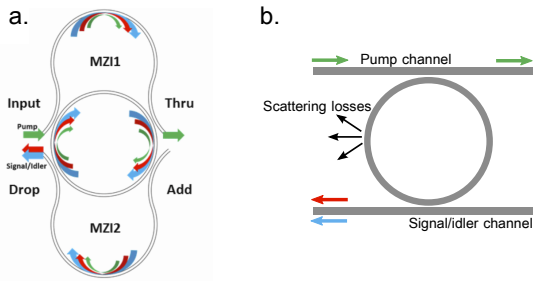 a.
MZI1
Input
Thru
Pump
Signal/Idler
Drop
Add
MZI2
b.
Pump channel
Scattering losses
Signal/idler channel